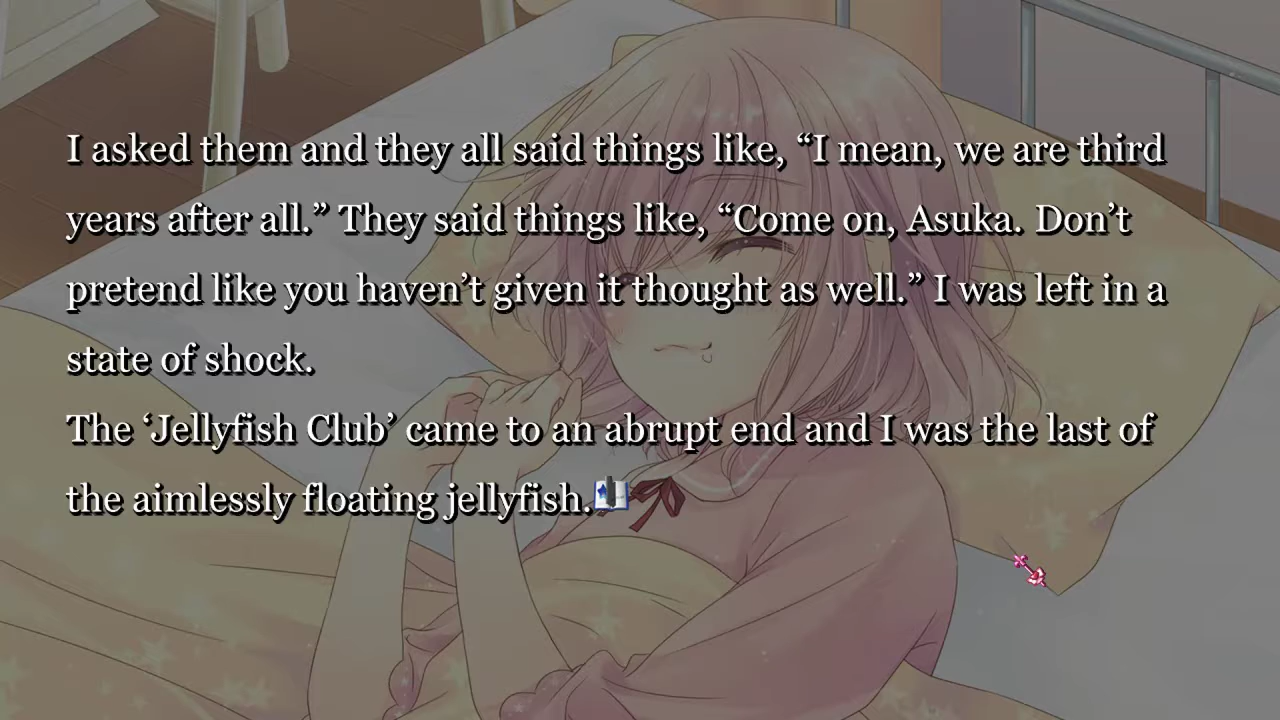 I asked them and they all said things like, “I mean, we are third
years after all.” They said things like, “Come on, Asuka. Don’t
pretend like you haven’t given it thought as well.” I was left in a
state of shock.
The ‘Jellyfish Club’ came to an abrupt end and I was the last of
the aimlessly floating jellyfish.